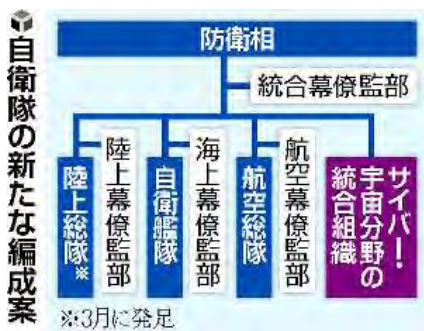 自衛隊の新たな編成案
防衛相
統合幕僚監部
サイバー・
宇宙分野の
統合組織
航空幕僚監部
航空総隊
海上幕僚監部
自衛艦隊
陸上幕僚監部
陸上総隊※
※3月に発足